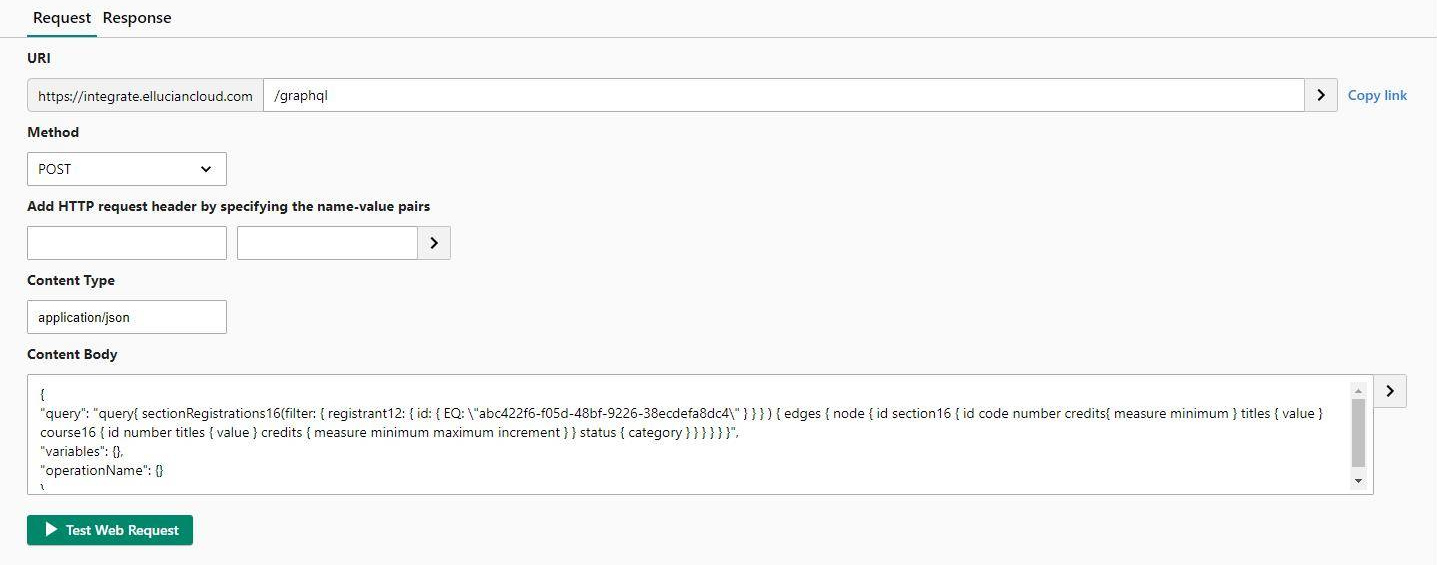 Request Response
URI
https://integrate.elluciancloud.com /graphql Copy link
Method
POST
Add HTTP request header by specifying the name-value pairs
Content Type
application/json
Content Body
{
"query": "query{ sectionRegistrations16(filter: { registrant12: { id: { EQ: \"abc422f6-f05d-48bf-9226-38ecdefa8dc4\" } } } ) { edges { node { id section16 { id code number credits{ measure minimum } titles { value }
course16 { id number titles { value } credits { measure minimum maximum increment } } status { category } } } } } }",
"variables": {},
"operationName": {}
}
Test Web Request